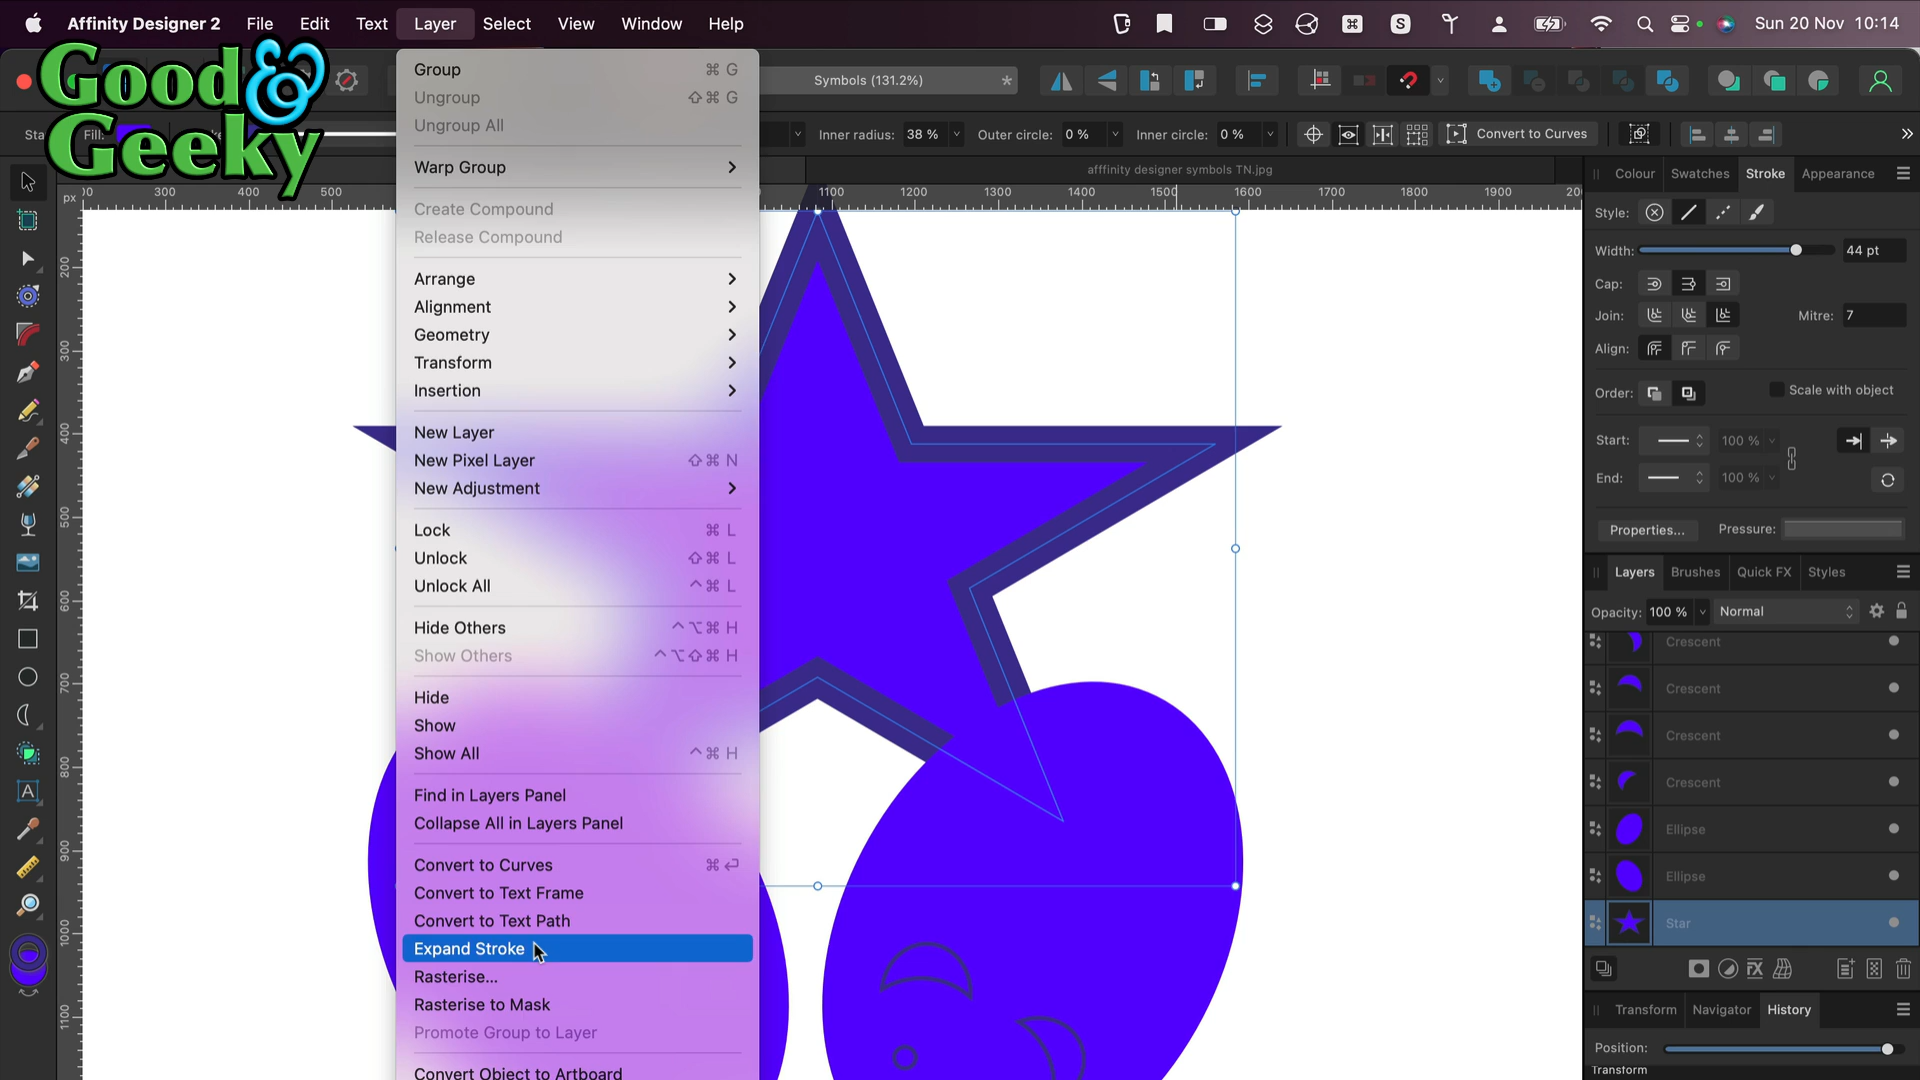 Affinity Designer 2 File Edit Text Layer Select View Window Help Sun 20 Nov 10:14
Good&
Geeky
Symbols (131.2%) *
Fill: Inner radius: 38 % Outer circle: 0 % Inner circle: 0 % Convert to Curves
afffinity designer symbols TN.jpg
px 300 400 500 1100 1200 1300 1400 1500 1600 1700 1800 1900
200
300
400
500
600
700
800
900
1000
1100
Group ⌘ G
Ungroup ⇧⌘ G
Ungroup All
Warp Group
Create Compound
Release Compound
Arrange
Alignment
Geometry
Transform
Insertion
New Layer
New Pixel Layer ⇧⌘ N
New Adjustment
Lock ⌘ L
Unlock ⇧⌘ L
Unlock All ^⌘ L
Hide Others ^⌥⌘ H
Show Others ^⌥⇧⌘ H
Hide
Show
Show All ^⌘ H
Find in Layers Panel
Collapse All in Layers Panel
Convert to Curves ⌘↩
Convert to Text Frame
Convert to Text Path
Expand Stroke
Rasterise...
Rasterise to Mask
Promote Group to Layer
Convert Object to Artboard
Colour Swatches Stroke Appearance
Style:
Width: 44 pt
Cap:
Join: Mitre: 7
Align:
Order: Scale with object
Start: 100 %
End: 100 %
Properties... Pressure:
Layers Brushes Quick FX Styles
Opacity: 100 % Normal
Crescent
Crescent
Crescent
Crescent
Ellipse
Ellipse
Star
Transform Navigator History
Position:
Transform